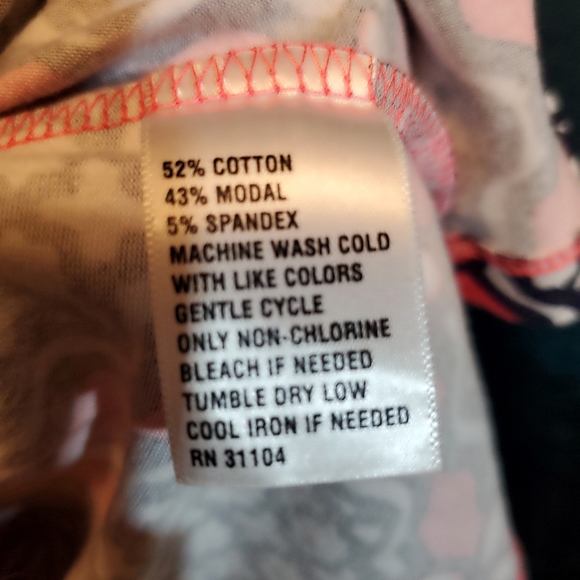 52% COTTON
43% MODAL
5% SPANDEX
MACHINE WASH COLD
WITH LIKE COLORS
GENTLE CYCLE
ONLY NON-CHLORINE
BLEACH IF NEEDED
TUMBLE DRY LOW
COOL IRON IF NEEDED
RN 31104